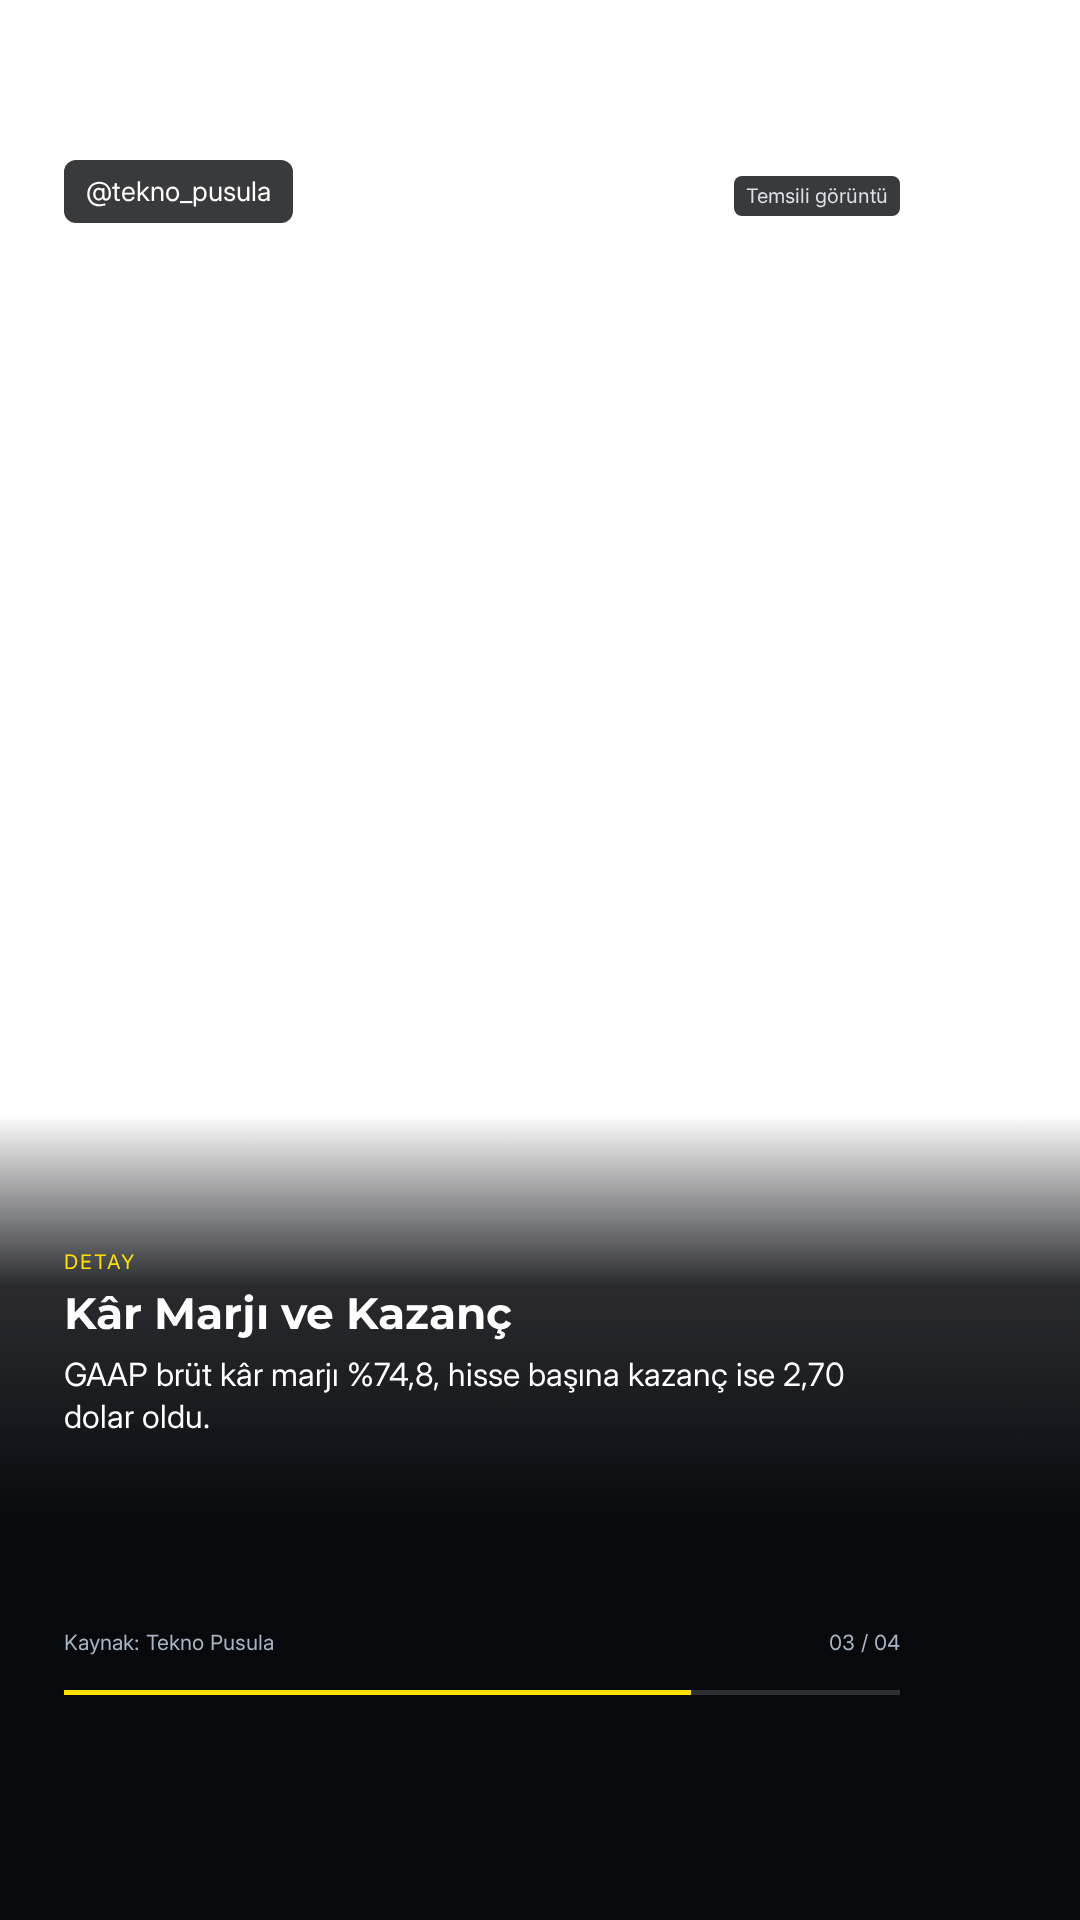 @tekno_pusula
Temsili görüntü
DETAY
Kâr Marjı ve Kazanç
GAAP brüt kâr marjı %74,8, hisse başına kazanç ise 2,70
dolar oldu.
Kaynak: Tekno Pusula
03 / 04